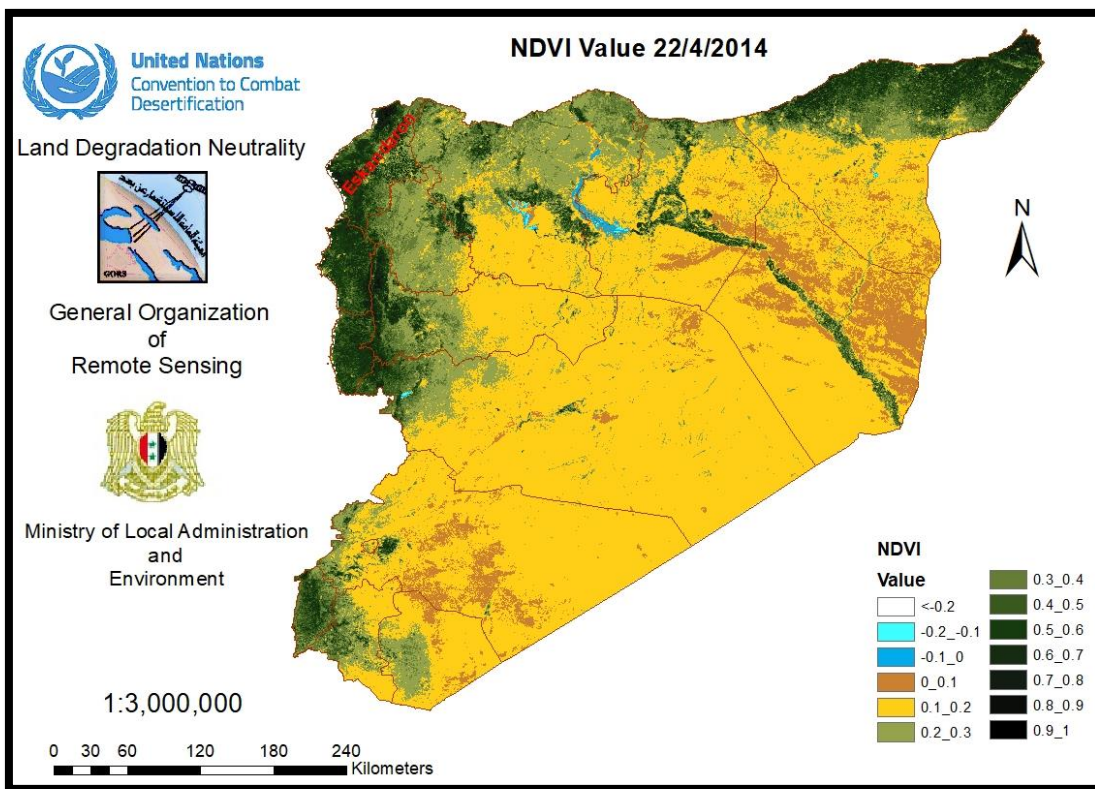 NDVI Value 22/4/2014
United Nations
Convention to Combat
Desertification
Land Degradation Neutrality
GORS
General Organization
of
Remote Sensing
Ministry of Local Administration
and
Environment
1:3,000,000
0 30 60 120 180 240
Kilometers
N
NDVI
Value
<-0.2
-0.2_-0.1
-0.1_0
0_0.1
0.1_0.2
0.2_0.3
0.3_0.4
0.4_0.5
0.5_0.6
0.6_0.7
0.7_0.8
0.8_0.9
0.9_1